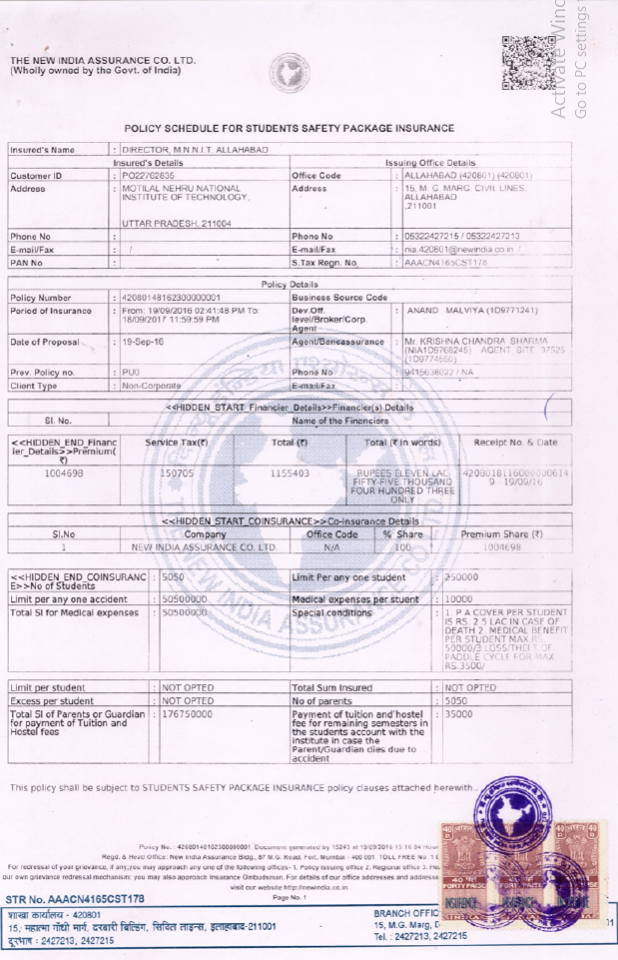 Activate Winc
Go to PC settings
THE NEW INDIA ASSURANCE CO. LTD.
(Wholly owned by the Govt. of India)
POLICY SCHEDULE FOR STUDENTS SAFETY PACKAGE INSURANCE
Insured's Name : DIRECTOR, M.N.N.I.T. ALLAHABAD
Insured's Details Issuing Office Details
Customer ID : PO22762835 Office Code : ALLAHABAD (420801) (420801)
Address : MOTILAL NEHRU NATIONAL Address : 15, M. G. MARG, CIVIL LINES,
INSTITUTE OF TECHNOLOGY, ALLAHABAD
,211001
UTTAR PRADESH, 211004
Phone No : Phone No : 05322427215 / 05322427213
E-mail/Fax : / E-mail/Fax : nia.420801@newindia.co.in /
PAN No : S.Tax Regn. No : AAACN4165CST178
Policy Details
Policy Number : 42080148162300000001 Business Source Code
Period of Insurance : From: 19/09/2016 02:41:48 PM To: Dev.Off. : ANAND MALVIYA (1D9771241)
18/09/2017 11:59:59 PM level/Broker/Corp.
Agent
Date of Proposal : 19-Sep-16 Agent/Bancassurance : Mr. KRISHNA CHANDRA SHARMA
(NIA1D9768245) AGENT SITE 37525
Prev. Policy no. : PU0 Phone No : 9415638022 / NA
Client Type : Non-Corporate E-mail/Fax : /
<<HIDDEN_START_Financier_Details>>Financier(s) Details
Sl. No. Name of the Financiers
<<HIDDEN_END_Financ Service Tax(₹) Total (₹) Total (₹ in words) Receipt No. & Date
ier_Details>>Premium(
₹)
1004698 150705 1155403 RUPEES ELEVEN LAC
FIFTY-FIVE THOUSAND 9 19/09/16
FOUR HUNDRED THREE
ONLY
<<HIDDEN_START_COINSURANCE>>Co-Insurance Details
Sl.No Company Office Code % Share Premium Share (₹)
1 NEW INDIA ASSURANCE CO. LTD. N/A 100 1004698
<<HIDDEN_END_COINSURANC : 5050 Limit Per any one student : 250000
E>>No of Students
Limit per any one accident : 50500000 Medical expenses per stuent : 10000
Total SI for Medical expenses : 50500000 Special conditions : 1. P A COVER PER STUDENT
IS RS. 2.5 LAC IN CASE OF
DEATH 2. MEDICAL BENEFIT
PER STUDENT MAX RS.
50000/3 LOSS/THEFT OF
PADDLE CYCLE FOR MAX
RS.3500/
Limit per student : NOT OPTED Total Sum Insured : NOT OPTED
Excess per student : NOT OPTED No of parents : 5050
Total SI of Parents or Guardian : 176750000 Payment of tuition and hostel : 35000
for payment of Tuition and fee for remaining semesters in
Hostel fees the students account with the
institute in case the
Parent/Guardian dies due to
accident
This policy shall be subject to STUDENTS SAFETY PACKAGE INSURANCE policy clauses attached herewith..
Policy No.: 42080148162300000001 Document generated by 15243 at 19/09/2016 15:16:04 Hour
Regd. & Head Office: New India Assurance Bldg., 87 M.G. Road, Fort, Mumbai - 400 001 TOLL FREE No. 1
For redressal of your grievance, if any, you may approach any one of the following offices- 1. Policy issuing office 2. Regional office 3.
our own grievance redressal mechanism: you may also approach Insurance Ombudsman. For details of our office addresses and addresse
visit our website http://newindia.co.in
Page No. 1
STR No. AAACN4165CST178
शाखा कार्यालय - 420801
15, महात्मा गाँधी मार्ग, दरबारी बिल्डिंग, सिविल लाइन्स, इलाहाबाद-211001
दूरभाष : 2427213, 2427215
BRANCH OFFIC
15, M.G. Marg, D
Tel. : 2427213, 2427215
40 40
FORTY PAISE
INSURANCE
INDIA
NEW INDIA ASSURANCE